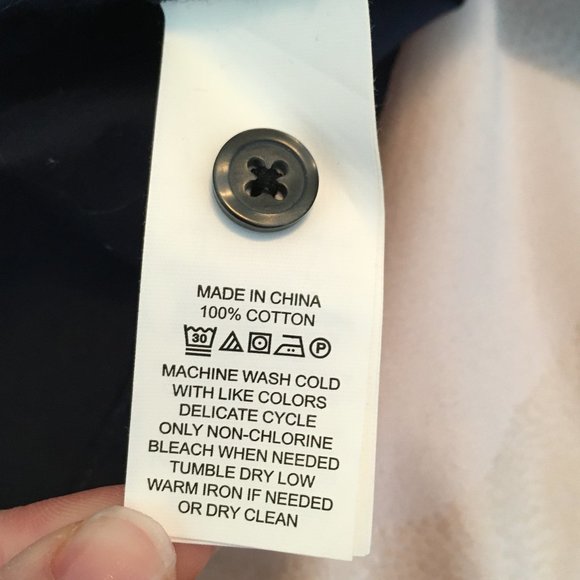 MADE IN CHINA
100% COTTON
30 P
MACHINE WASH COLD
WITH LIKE COLORS
DELICATE CYCLE
ONLY NON-CHLORINE
BLEACH WHEN NEEDED
TUMBLE DRY LOW
WARM IRON IF NEEDED
OR DRY CLEAN